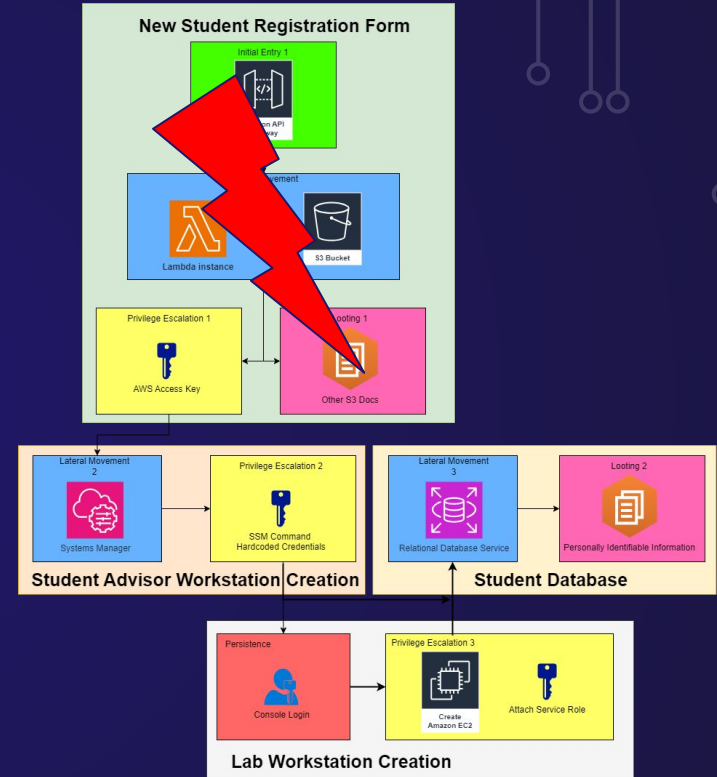 New Student Registration Form
Initial Entry 1
on API
way
vement
Lambda instance
S3 Bucket
Privilege Escalation 1
AWS Access Key
ooting 1
Other S3 Docs
Lateral Movement
2
Systems Manager
Privilege Escalation 2
SSM Command
Hardcoded Credentials
Student Advisor Workstation Creation
Lateral Movement
3
Relational Database Service
Looting 2
Personally Identifiable Information
Student Database
Persistence
Console Login
Privilege Escalation 3
Create
Amazon EC2
Attach Service Role
Lab Workstation Creation